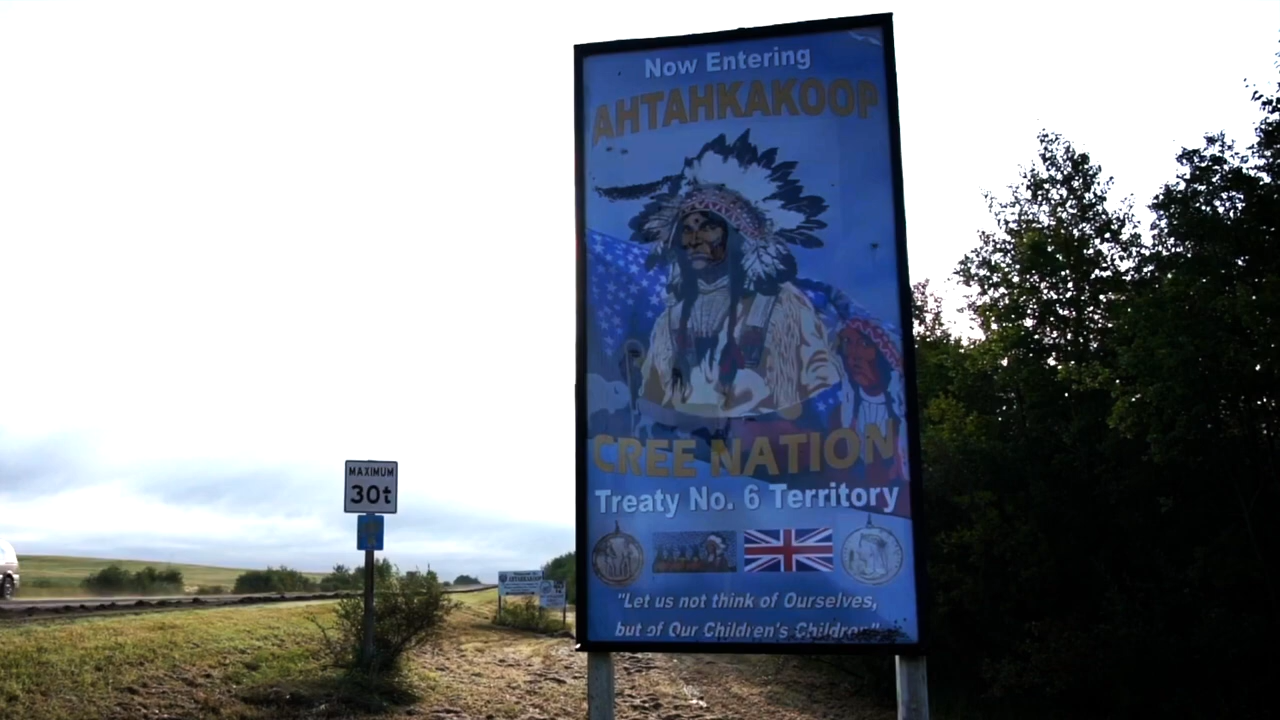 Now Entering
AHTAHKAKOOP
CREE NATION
Treaty No. 6 Territory
"Let us not think of Ourselves,
but of Our Children's Children"
MAXIMUM
30t
AHTAHKAKOOP